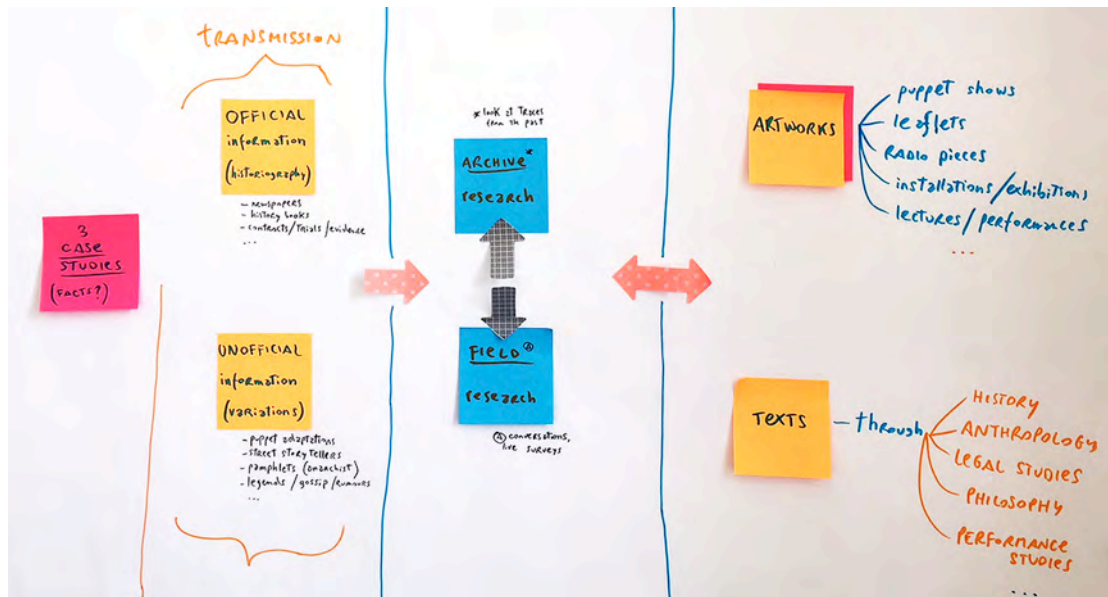 3
CASE
STUDIES
(FACTS?)
TRANSMISSION
OFFICIAL
information
(historiography)
- newspapers
- history books
- contracts/trials/evidence
...
UNOFFICIAL
information
(variations)
- puppet adaptations
- street story tellers
- pamphlets (anarchist)
- legends/gossip/rumors
...
* look at traces
from the past
ARCHIVE*
research
FIELD Ⓐ
research
Ⓐ conversations,
live surveys
ARTWORKS
puppet shows
leaflets
RADIO pieces
installations/exhibitions
lectures/performances
...
TEXTS
- through
HISTORY
ANTHROPOLOGY
LEGAL STUDIES
PHILOSOPHY
PERFORMANCE
STUDIES
...